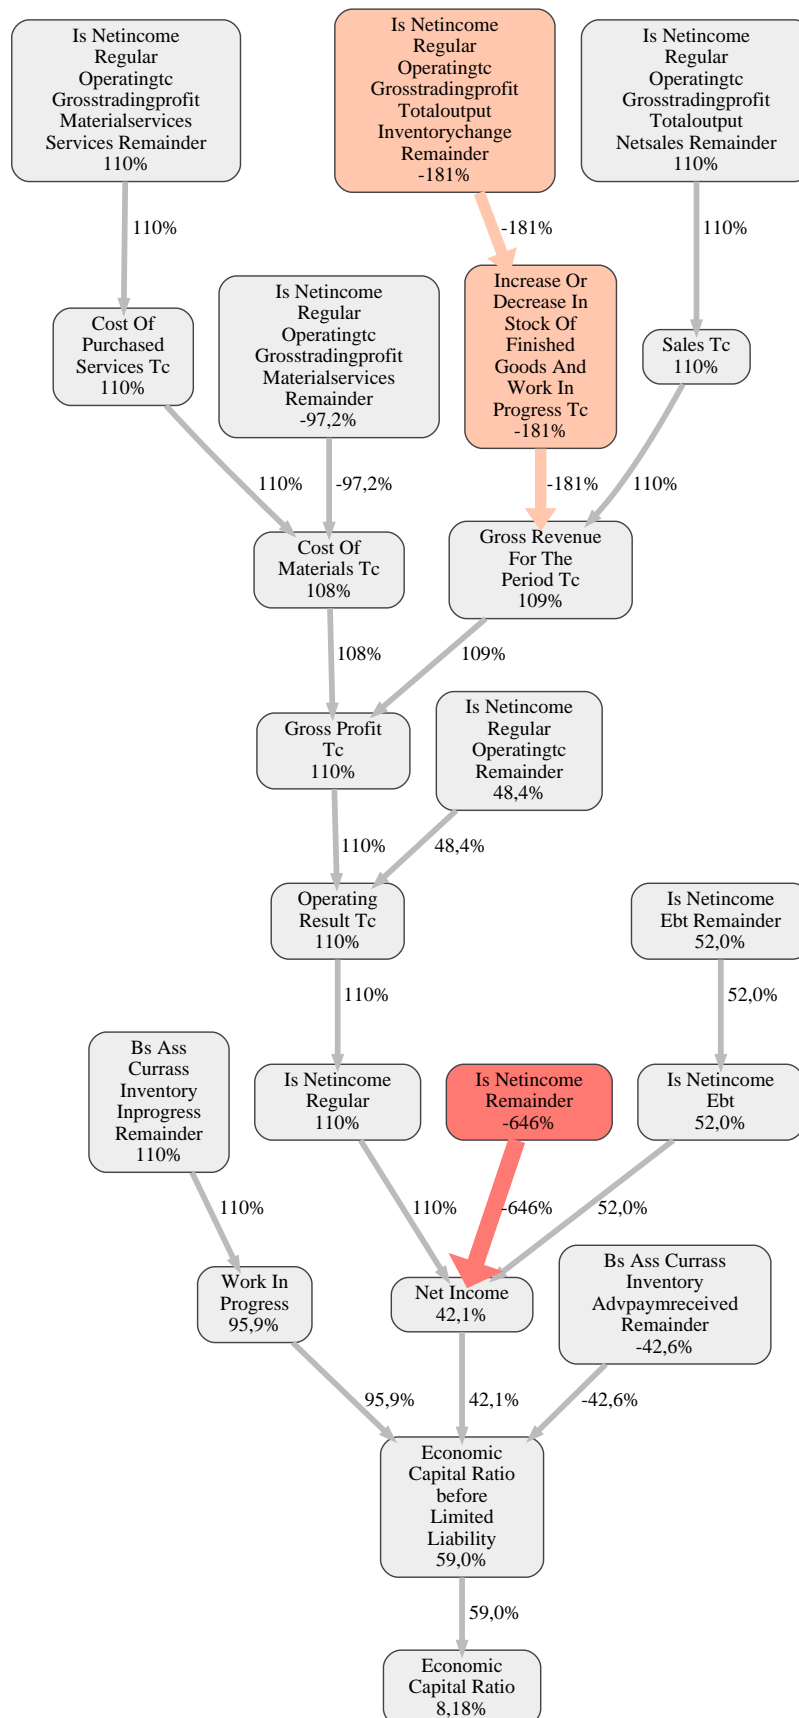 Is Netincome
Regular
Operatingtc
Grosstradingprofit
Materialservices
Services Remainder
110%
Is Netincome
Regular
Operatingtc
Grosstradingprofit
Totaloutput
Inventorychange
Remainder
-181%
Is Netincome
Regular
Operatingtc
Grosstradingprofit
Totaloutput
Netsales Remainder
110%
110%
-181%
110%
Cost Of
Purchased
Services Tc
110%
Is Netincome
Regular
Operatingtc
Grosstradingprofit
Materialservices
Remainder
-97,2%
Increase Or
Decrease In
Stock Of
Finished
Goods And
Work In
Progress Tc
-181%
Sales Tc
110%
110%
-97,2%
-181%
110%
Cost Of
Materials Tc
108%
Gross Revenue
For The
Period Tc
109%
108%
109%
Gross Profit
Tc
110%
Is Netincome
Regular
Operatingtc
Remainder
48,4%
110%
48,4%
Operating
Result Tc
110%
Is Netincome
Ebt Remainder
52,0%
110%
52,0%
Bs Ass
Currass
Inventory
Inprogress
Remainder
110%
Is Netincome
Regular
110%
Is Netincome
Remainder
-646%
Is Netincome
Ebt
52,0%
110%
110%
-646%
52,0%
Work In
Progress
95,9%
Net Income
42,1%
Bs Ass Currass
Inventory
Advpaymreceived
Remainder
-42,6%
95,9%
42,1%
-42,6%
Economic
Capital Ratio
before
Limited
Liability
59,0%
59,0%
Economic
Capital Ratio
8,18%